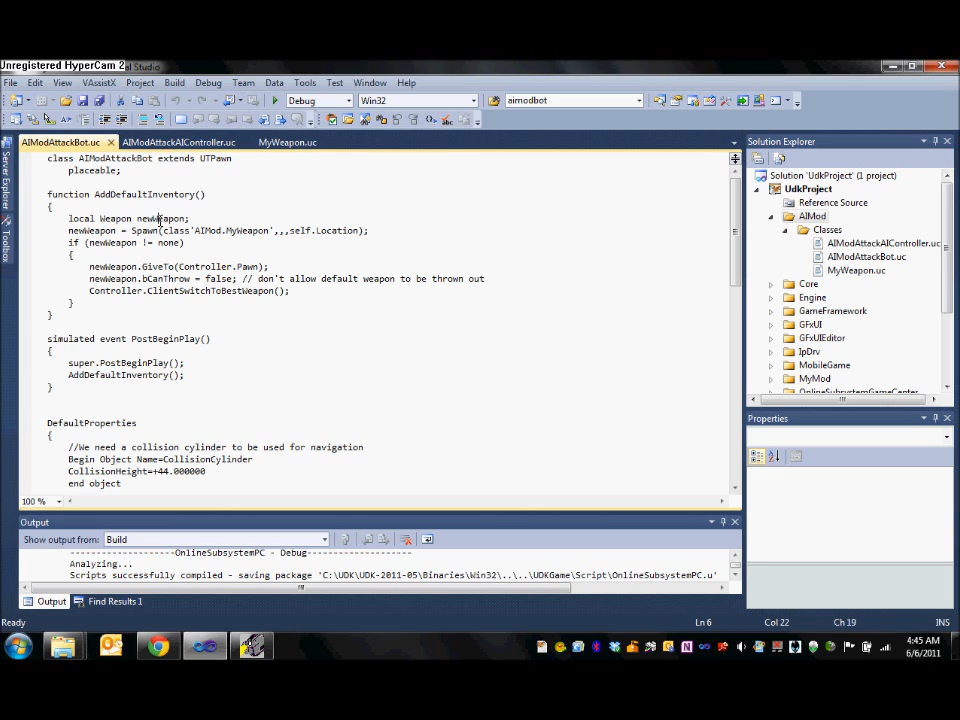 Unregistered HyperCam 2
al Studio
File Edit View VAssistX Project Build Debug Team Data Tools Test Window Help
Debug Win32 aimodbot
AIModAttackBot.uc AIModAttackAIController.uc MyWeapon.uc
class AIModAttackBot extends UTPawn
placeable;
function AddDefaultInventory()
{
local Weapon newWeapon;
newWeapon = Spawn(class'AIMod.MyWeapon',,,self.Location);
if (newWeapon != none)
{
newWeapon.GiveTo(Controller.Pawn);
newWeapon.bCanThrow = false; // don't allow default weapon to be thrown out
Controller.ClientSwitchToBestWeapon();
}
}
simulated event PostBeginPlay()
{
super.PostBeginPlay();
AddDefaultInventory();
}
DefaultProperties
{
//We need a collision cylinder to be used for navigation
Begin Object Name=CollisionCylinder
CollisionHeight=+44.000000
end object
100 %
Server Explorer
Toolbox
Solution Explorer
Solution 'UdkProject' (1 project)
UdkProject
Reference Source
AIMod
Classes
AIModAttackAIController.uc
AIModAttackBot.uc
MyWeapon.uc
Core
Engine
GameFramework
GFxUI
GFxUIEditor
IpDrv
MobileGame
MyMod
OnlineSubsystemGameCenter
Properties
Output
Show output from: Build
-------------------OnlineSubsystemPC - Debug-------------------
Analyzing...
Scripts successfully compiled - saving package 'C:\UDK\UDK-2011-05\Binaries\Win32\..\..\UDKGame\Script\OnlineSubsystemPC.u'
Output Find Results 1
Ready Ln 6 Col 22 Ch 19 INS
4:45 AM
6/6/2011